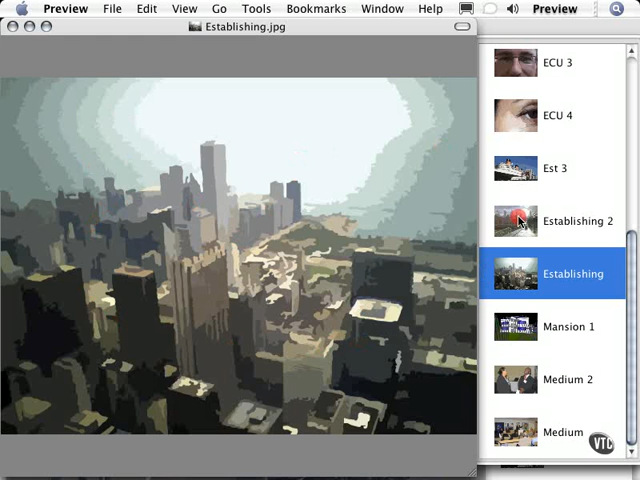 Preview File Edit View Go Tools Bookmarks Window Help Preview
Establishing.jpg
ECU 3
ECU 4
Est 3
Establishing 2
Establishing
Mansion 1
Medium 2
Medium
VTC